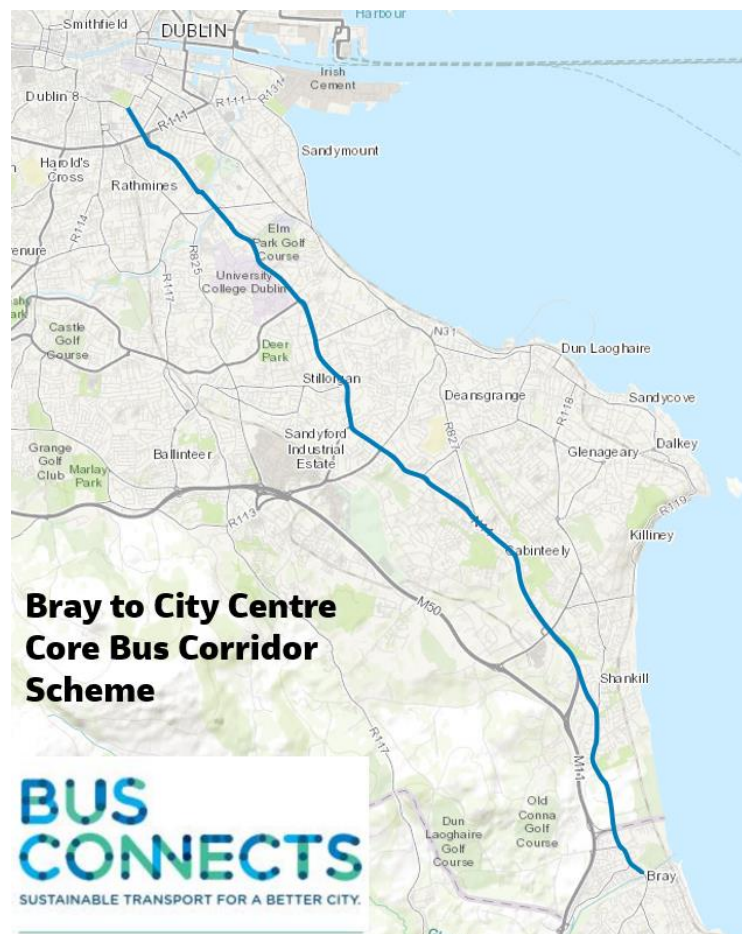 Harbour
Smithfield
DUBLIN
Irish
Cement
Dublin 8
R111
R131
R111
Sandymount
Harold's
Cross
Rathmines
R114
Elm
Park Golf
Course
enure
R825
R117
University
College Dublin
Castle
Golf
Course
Deer
Park
N31
Dun Laoghaire
Stillorgan
Deansgrange
R118
Sandycove
Sandyford
Industrial
Estate
R827
Dalkey
Grange
Golf
Club
Marlay
Park
Ballinteer
Glenageary
R119
R113
N11
Killiney
Cabinteely
M50
Bray to City Centre
Core Bus Corridor
Scheme
Shankill
R117
M11
Dun
Laoghaire
Golf
Course
Old
Conna
Golf
Course
Bray
BUS
CONNECTS
SUSTAINABLE TRANSPORT FOR A BETTER CITY.